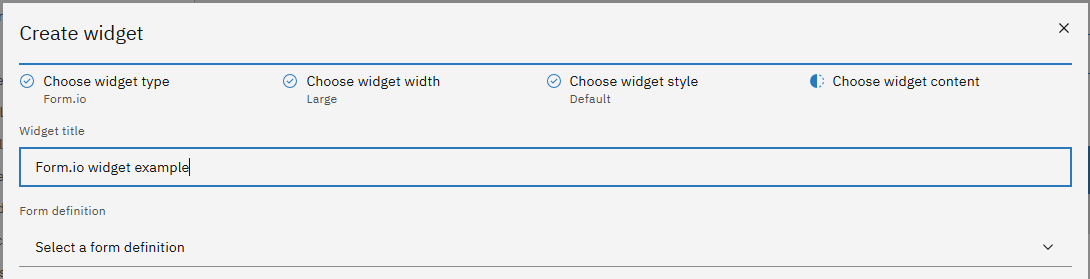 Create widget
Choose widget type
Form.io
Choose widget width
Large
Choose widget style
Default
Choose widget content
Widget title
Form.io widget example
Form definition
Select a form definition